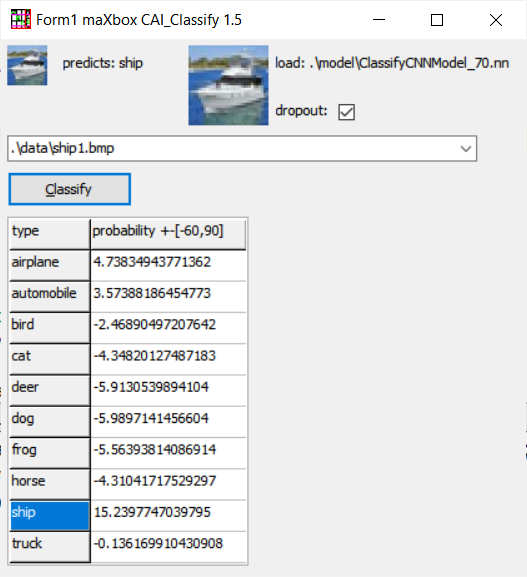 Form1 maXbox CAI_Classify 1.5
predicts: ship
load: .\model\ClassifyCNNModel_70.nn
dropout:
.\data\ship1.bmp
Classify
type probability +-[-60,90]
airplane 4.73834943771362
automobile 3.57388186454773
bird -2.46890497207642
cat -4.34820127487183
deer -5.9130539894104
dog -5.9897141456604
frog -5.56393814086914
horse -4.31041717529297
ship 15.2397747039795
truck -0.136169910430908